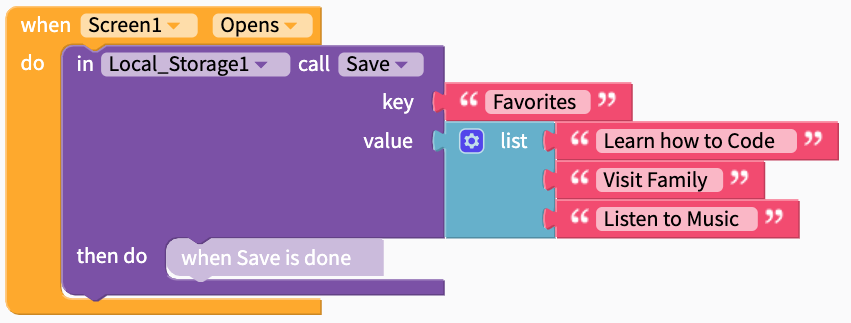 when Screen1 Opens
do in Local_Storage1 call Save
key “ Favorites ”
value list “ Learn how to Code ”
“ Visit Family ”
“ Listen to Music ”
then do when Save is done